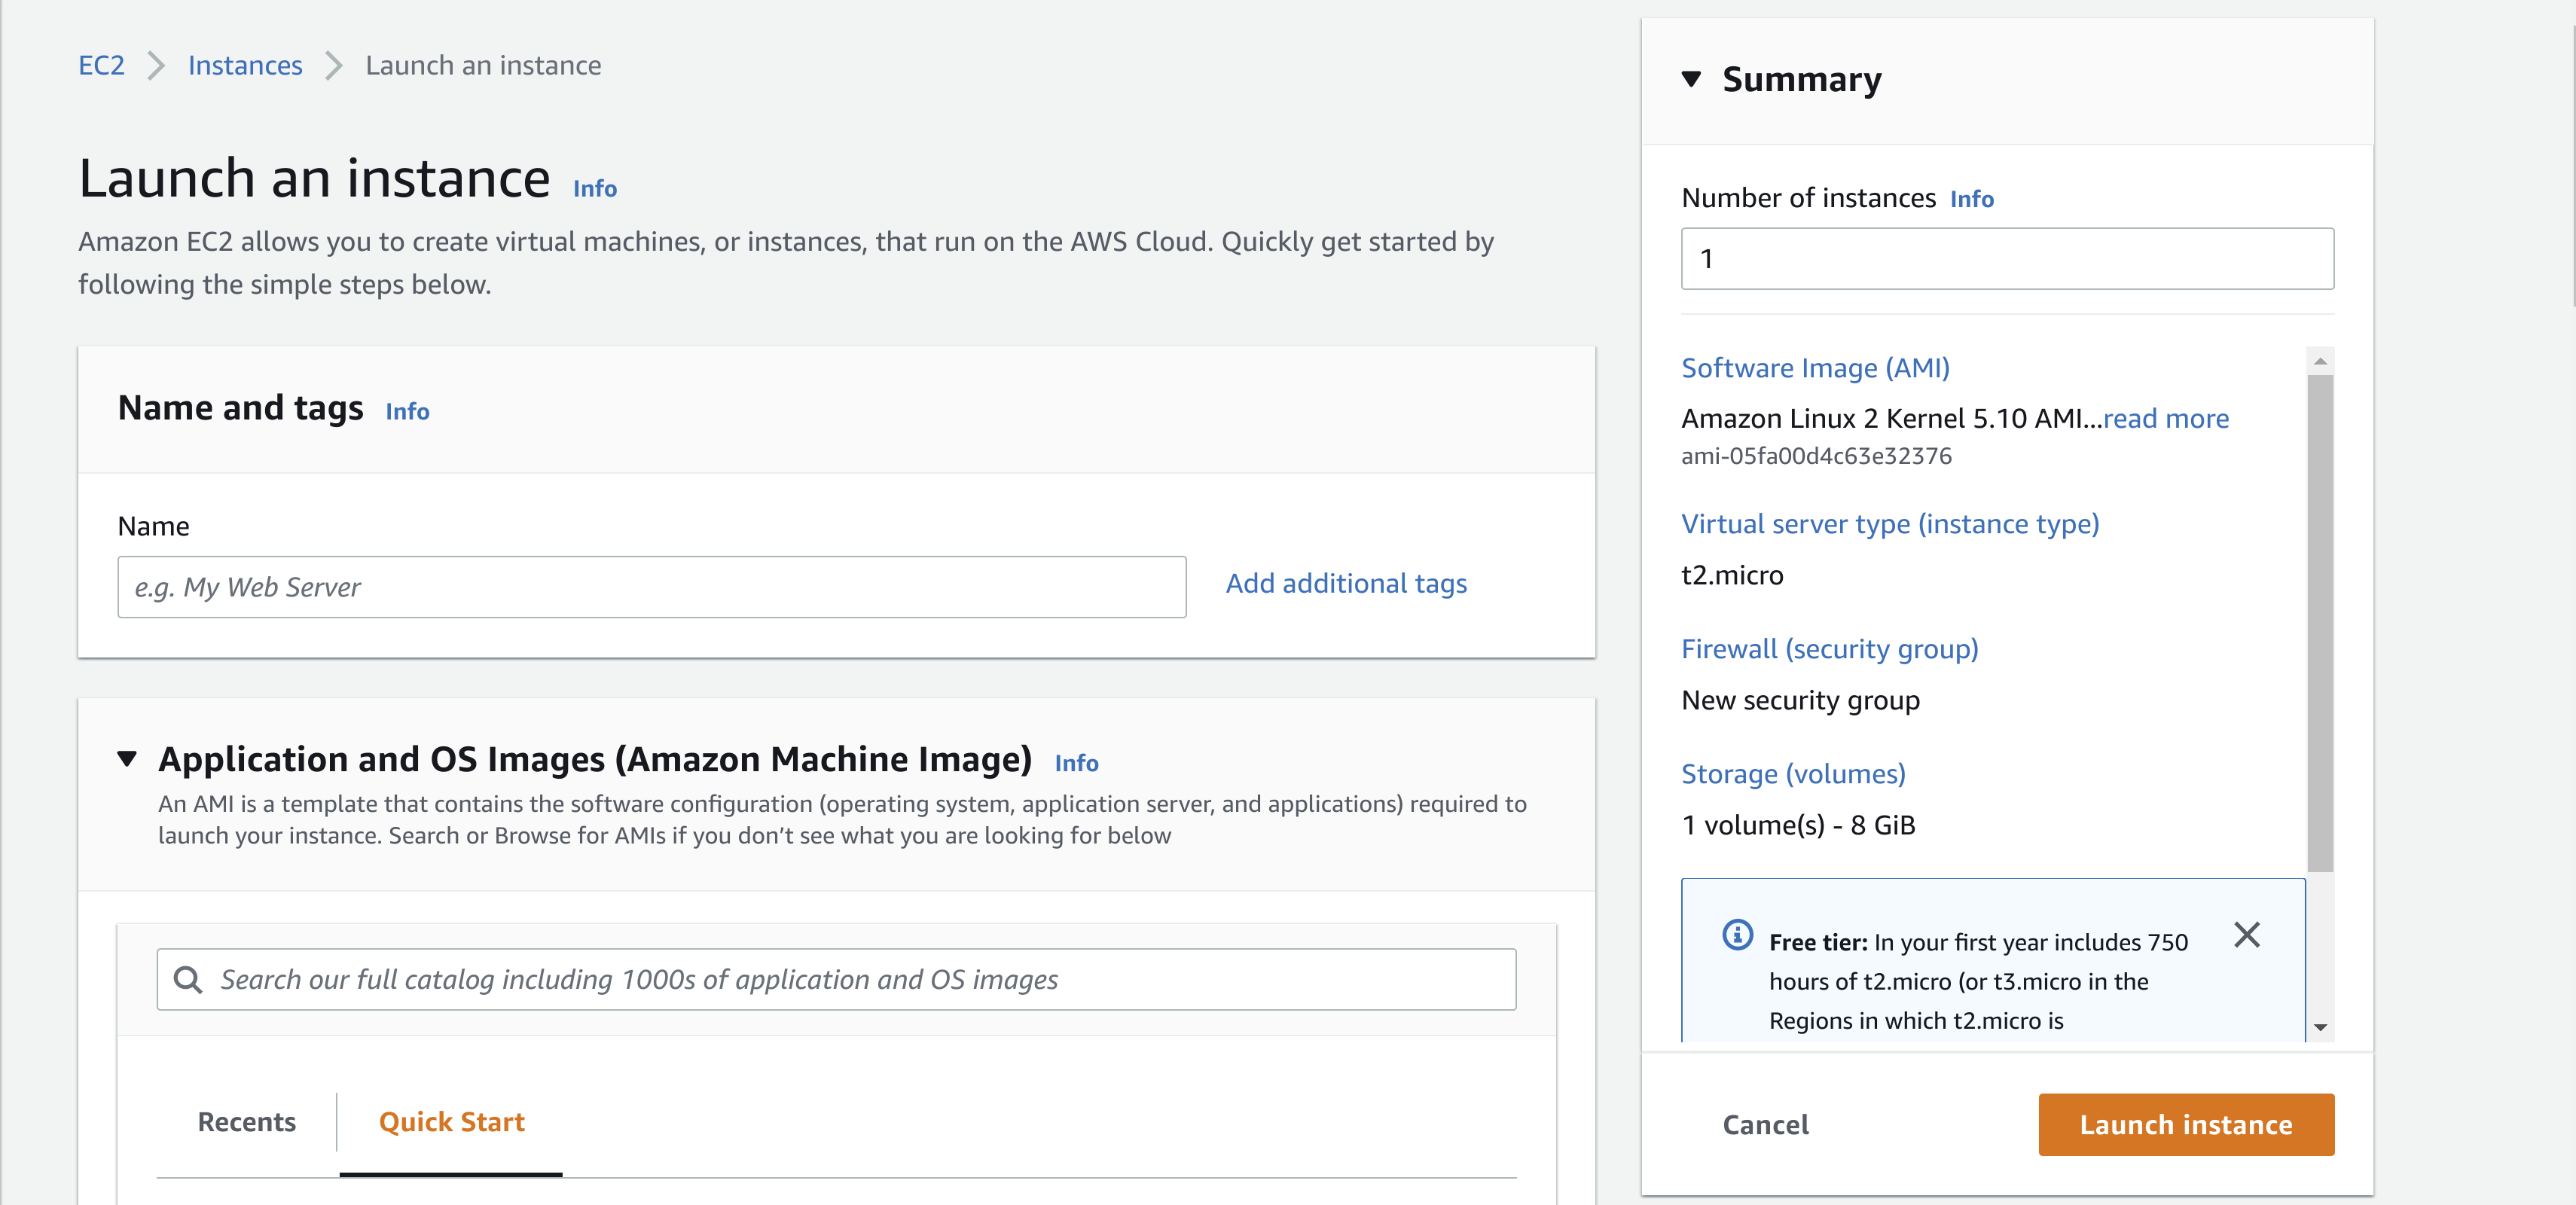 EC2 Instances Launch an instance
Launch an instance Info
Amazon EC2 allows you to create virtual machines, or instances, that run on the AWS Cloud. Quickly get started by
following the simple steps below.
Name and tags Info
Name
e.g. My Web Server
Add additional tags
Application and OS Images (Amazon Machine Image) Info
An AMI is a template that contains the software configuration (operating system, application server, and applications) required to
launch your instance. Search or Browse for AMIs if you don’t see what you are looking for below
Search our full catalog including 1000s of application and OS images
Recents
Quick Start
Summary
Number of instances Info
1
Software Image (AMI)
Amazon Linux 2 Kernel 5.10 AMI...read more
ami-05fa00d4c63e32376
Virtual server type (instance type)
t2.micro
Firewall (security group)
New security group
Storage (volumes)
1 volume(s) - 8 GiB
Free tier: In your first year includes 750
hours of t2.micro (or t3.micro in the
Regions in which t2.micro is
Cancel
Launch instance